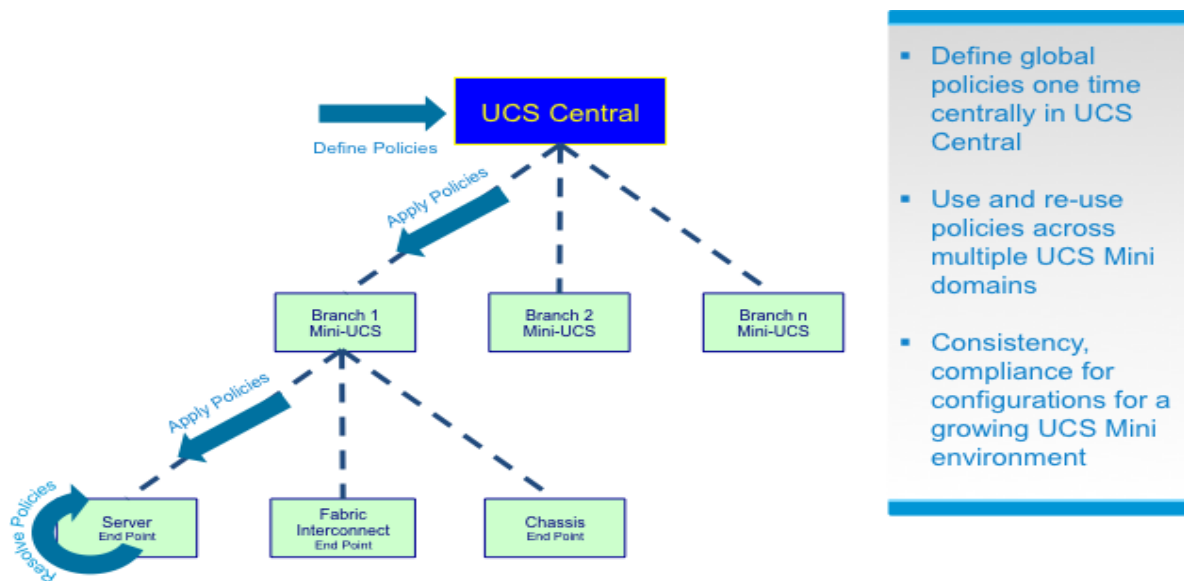 UCS Central
Define Policies
Apply Policies
Branch 1
Mini-UCS
Branch 2
Mini-UCS
Branch n
Mini-UCS
Apply Policies
Resolve Policies
Server
End Point
Fabric
Interconnect
End Point
Chassis
End Point
▪ Define global
policies one time
centrally in UCS
Central
▪ Use and re-use
policies across
multiple UCS Mini
domains
▪ Consistency,
compliance for
configurations for a
growing UCS Mini
environment